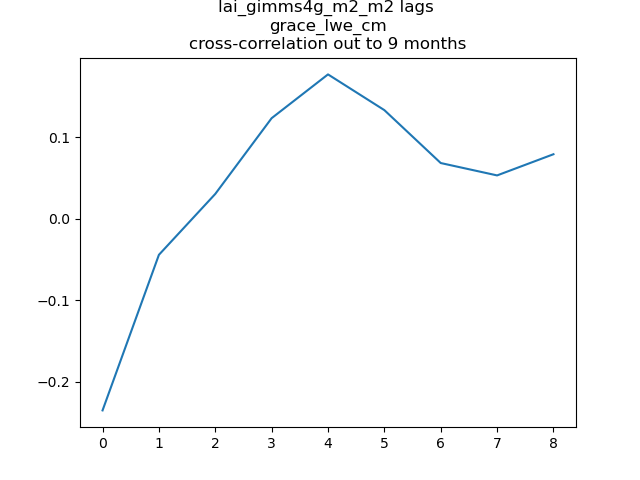 lai_gimms4g_m2_m2 lags
grace_lwe_cm
cross-correlation out to 9 months
0.1
0.0
−0.1
−0.2
0 1 2 3 4 5 6 7 8